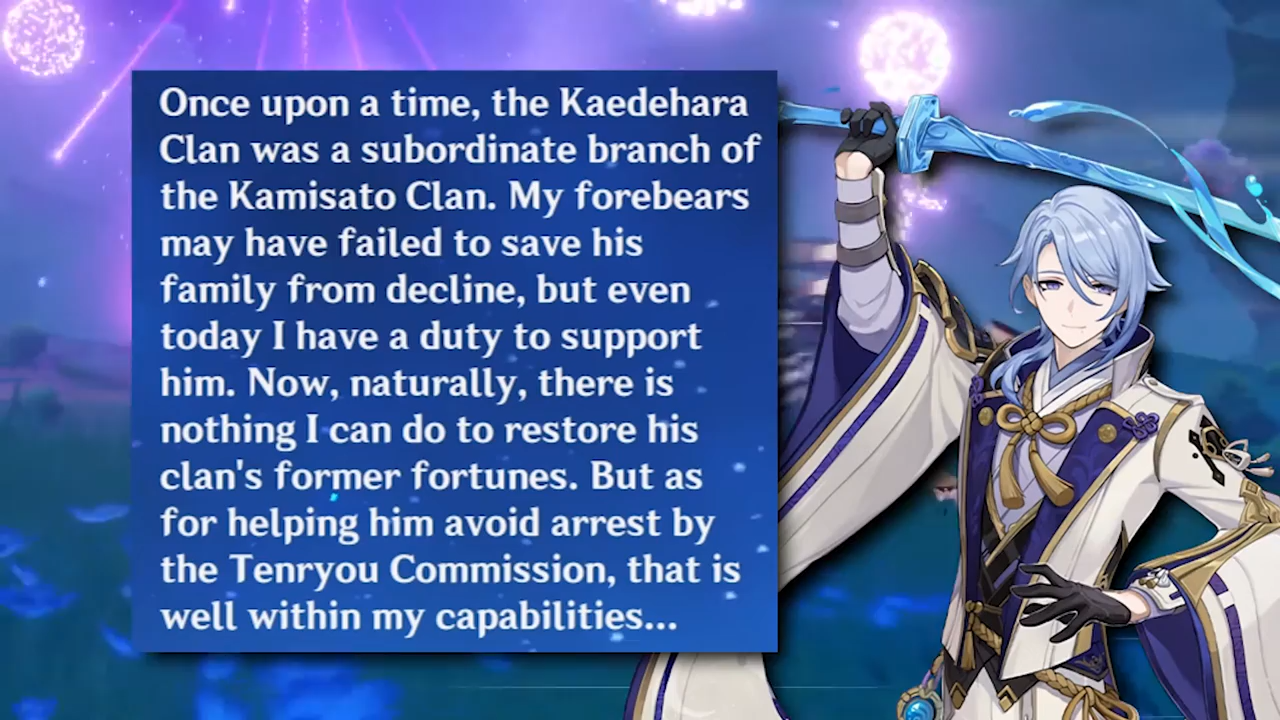 Once upon a time, the Kaedehara
Clan was a subordinate branch of
the Kamisato Clan. My forebears
may have failed to save his
family from decline, but even
today I have a duty to support
him. Now, naturally, there is
nothing I can do to restore his
clan's former fortunes. But as
for helping him avoid arrest by
the Tenryou Commission, that is
well within my capabilities...